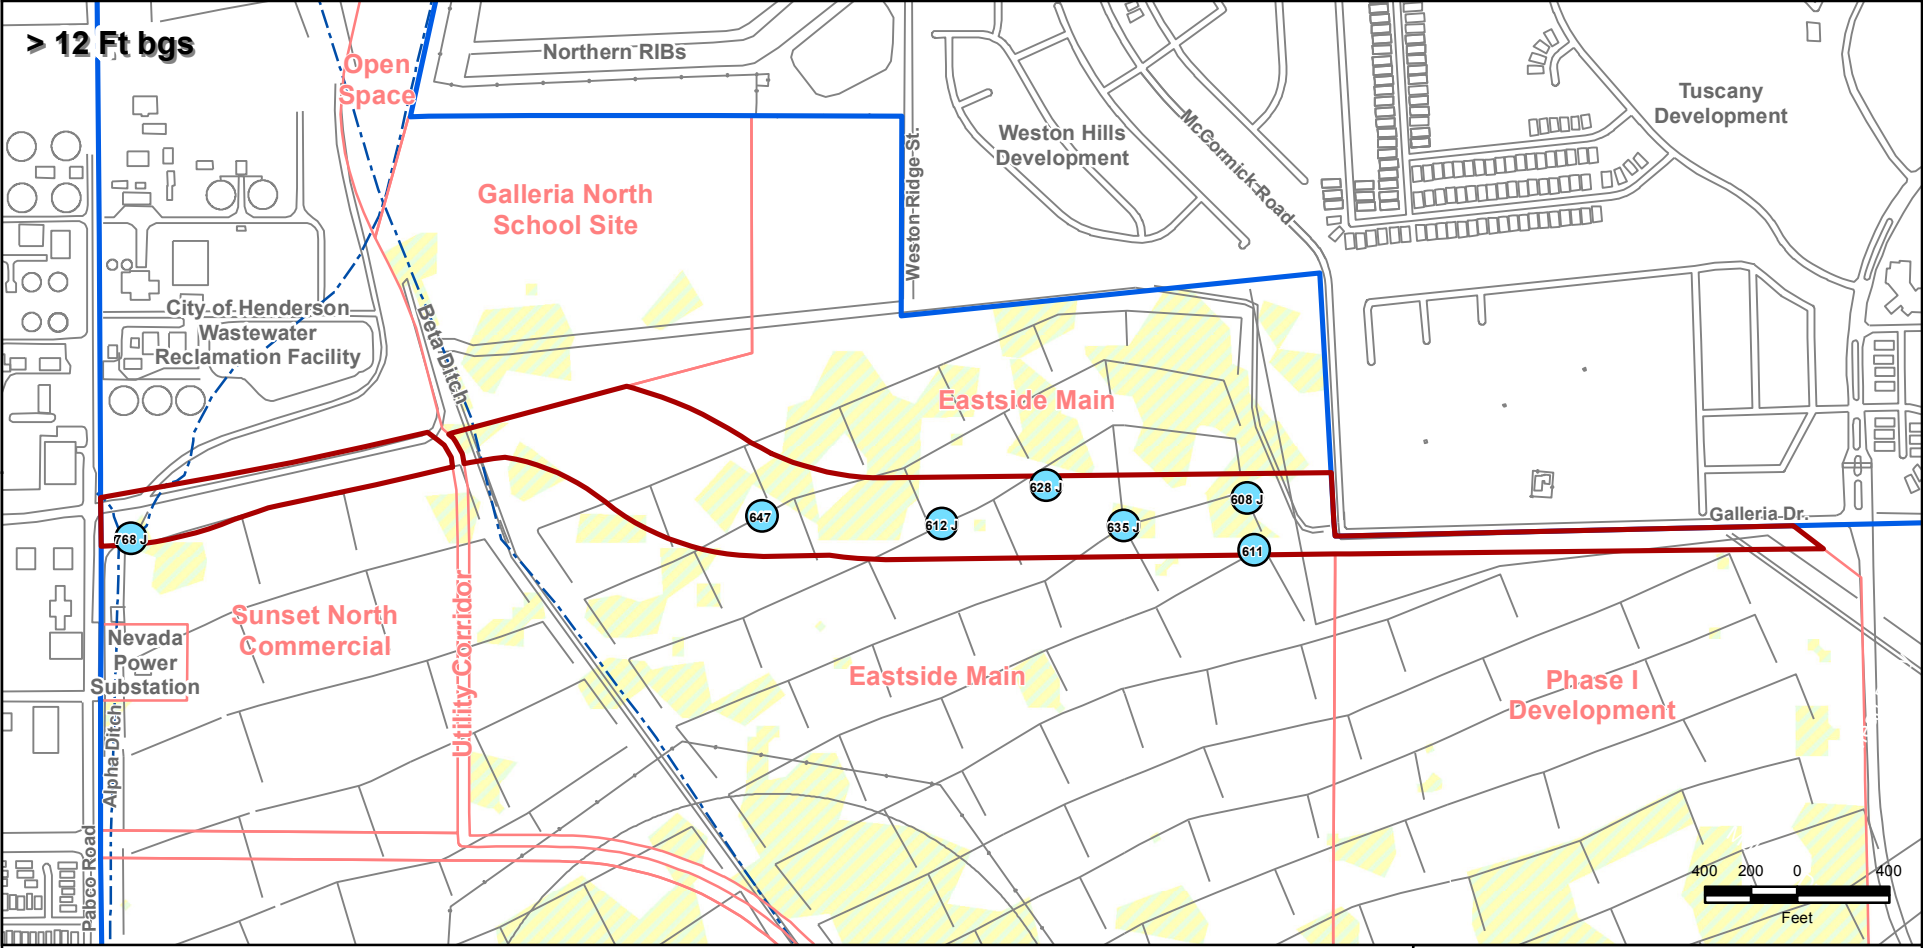 > 12 Ft bgs
Open
Space
Northern RIBs
Tuscany
Development
Weston Hills
Development
McCormick Road
Weston Ridge St.
Galleria North
School Site
City of Henderson
Wastewater
Reclamation Facility
Beta Ditch
Eastside Main
628 J
608 J
647
612 J
635 J
611
768 J
Galleria Dr.
Sunset North
Commercial
Nevada
Power
Substation
Utility Corridor
Eastside Main
Phase I
Development
Alpha Ditch
Pabco Road
400 200 0 400
Feet